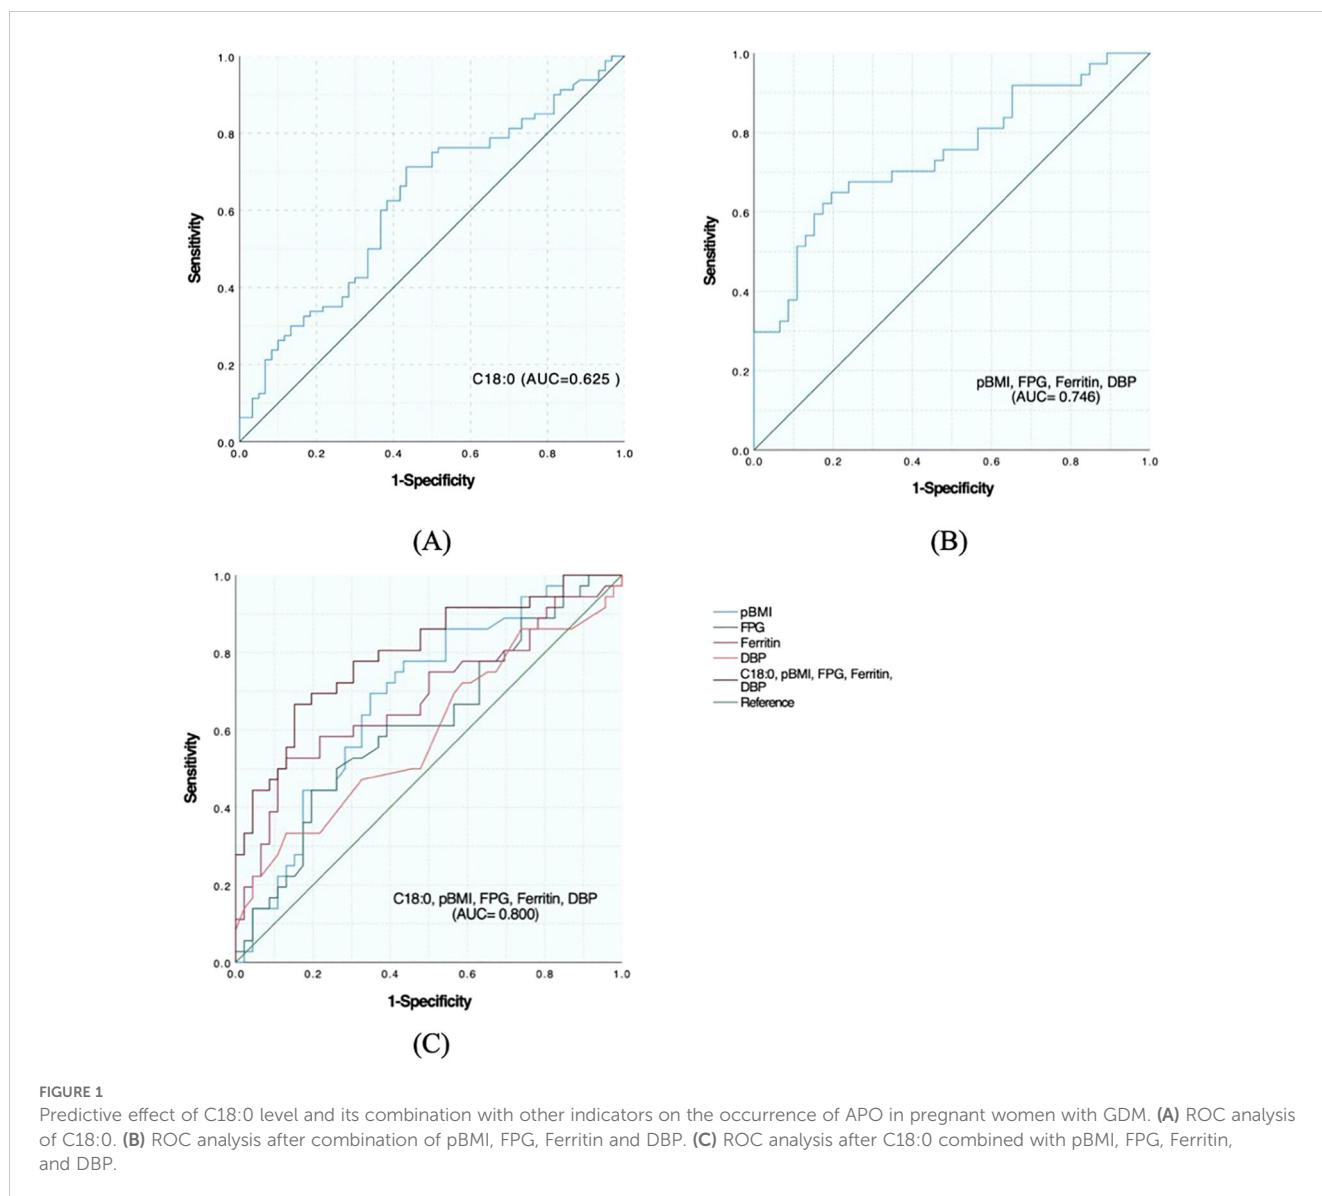 1.0
0.8
0.6
0.4
0.2
0.0
Sensitivity
C18:0 (AUC=0.625 )
0.0 0.2 0.4 0.6 0.8 1.0
1-Specificity
(A)
1.0
0.8
0.6
0.4
0.2
0.0
Sensitivity
pBMI, FPG, Ferritin, DBP
(AUC= 0.746)
0.0 0.2 0.4 0.6 0.8 1.0
1-Specificity
(B)
1.0
0.8
0.6
0.4
0.2
0.0
Sensitivity
C18:0, pBMI, FPG, Ferritin, DBP
(AUC= 0.800)
0.0 0.2 0.4 0.6 0.8 1.0
1-Specificity
(C)
pBMI
FPG
Ferritin
DBP
C18:0, pBMI, FPG, Ferritin,
DBP
Reference
FIGURE 1
Predictive effect of C18:0 level and its combination with other indicators on the occurrence of APO in pregnant women with GDM. (A) ROC analysis
of C18:0. (B) ROC analysis after combination of pBMI, FPG, Ferritin and DBP. (C) ROC analysis after C18:0 combined with pBMI, FPG, Ferritin,
and DBP.